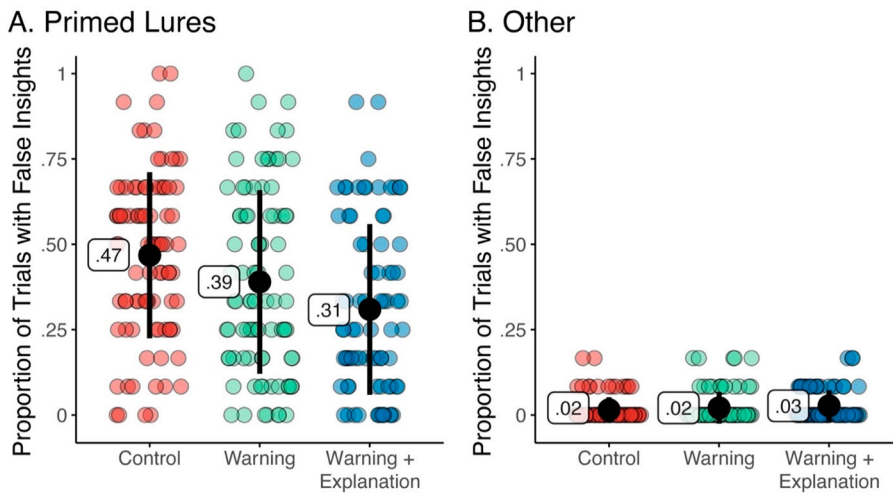 A. Primed Lures
Proportion of Trials with False Insights
1
.75
.50
.25
0
.47
.39
.31
Control
Warning
Warning +
Explanation
B. Other
Proportion of Trials with False Insights
1
.75
.50
.25
0
.02
.02
.03
Control
Warning
Warning +
Explanation